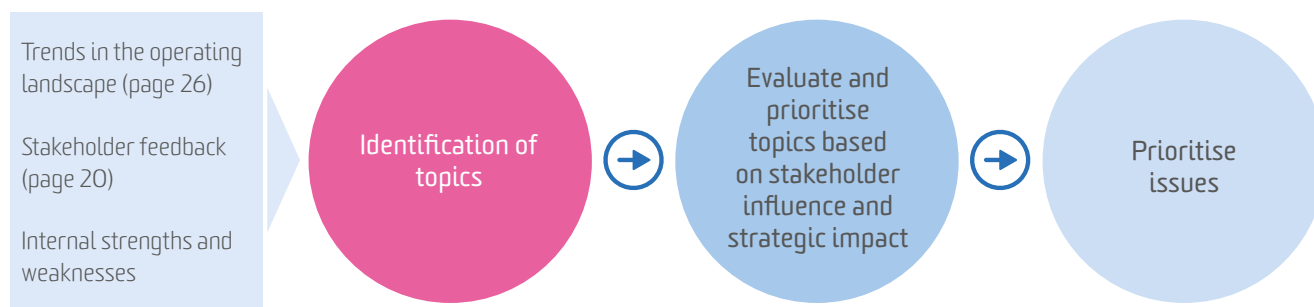 Trends in the operating
landscape (page 26)
Stakeholder feedback
(page 20)
Internal strengths and
weaknesses
Identification of
topics
Evaluate and
prioritise
topics based
on stakeholder
influence and
strategic impact
Prioritise
issues